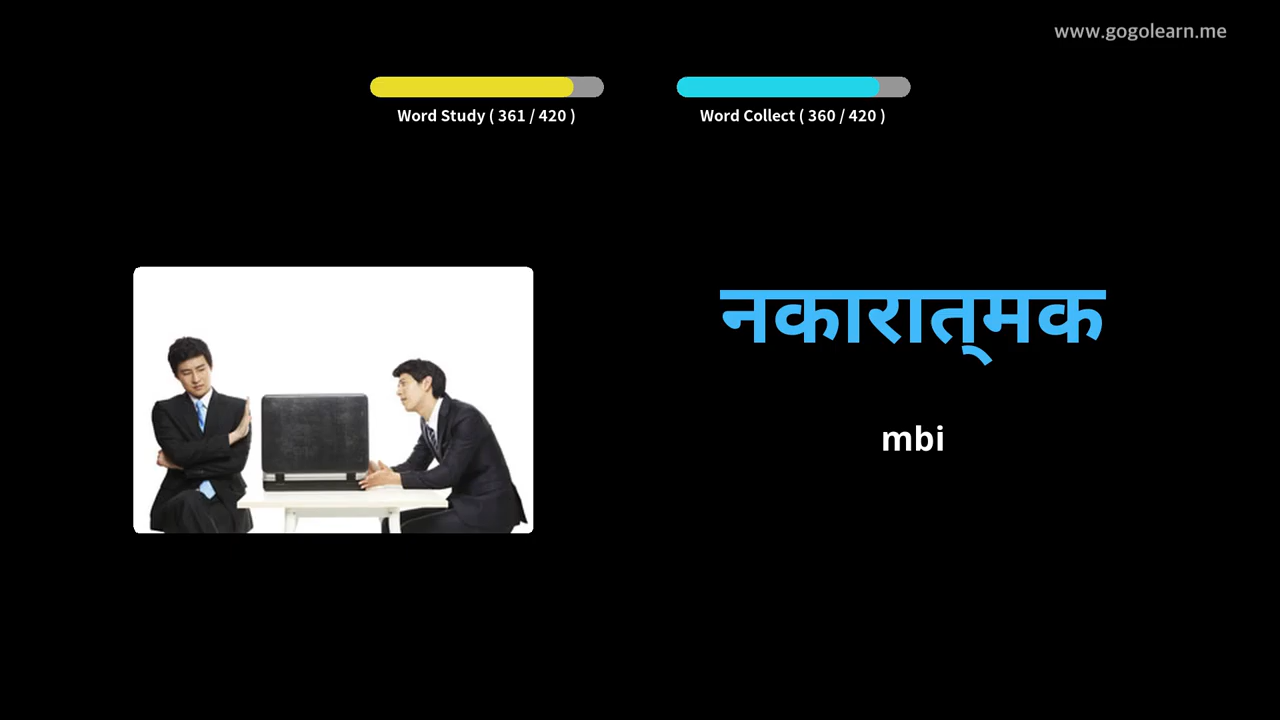 www.gogolearn.me
Word Study ( 361 / 420 )
Word Collect ( 360 / 420 )
नकारात्‌मक
mbi